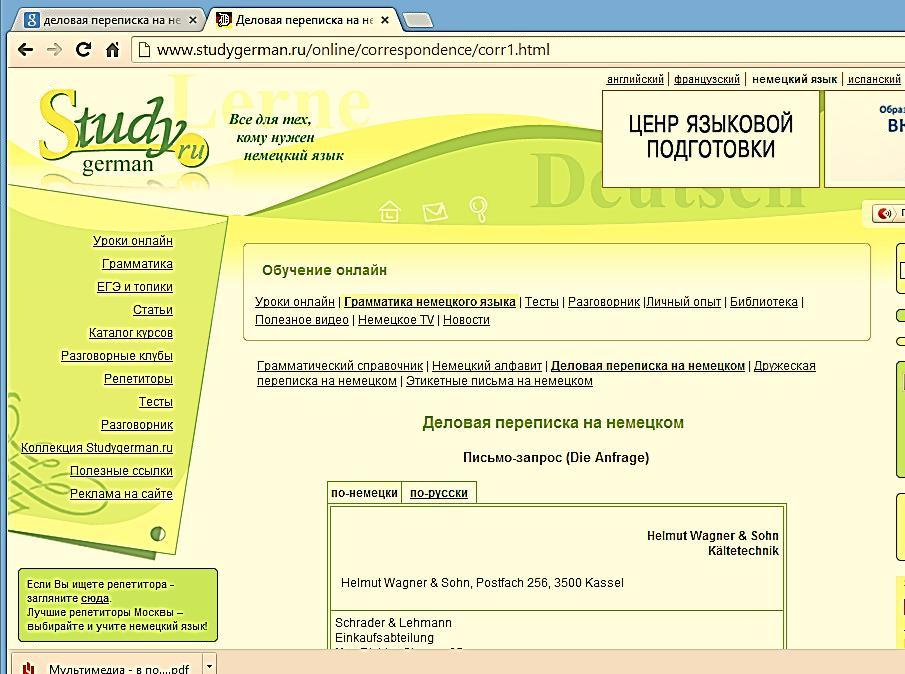 деловая переписка на не
Деловая переписка на не
www.studygerman.ru/online/correspondence/corr1.html
английский | французский | немецкий язык | испанский
Lerne
Study
ru
german
Все для тех,
кому нужен
немецкий язык
ЦЕНР ЯЗЫКОВОЙ
ПОДГОТОВКИ
Deutsch
Уроки онлайн
Грамматика
ЕГЭ и топики
Статьи
Каталог курсов
Разговорные клубы
Репетиторы
Тесты
Разговорник
Коллекция Studygerman.ru
Полезные ссылки
Реклама на сайте
Если Вы ищете репетитора -
загляните сюда.
Лучшие репетиторы Москвы –
выбирайте и учите немецкий язык!
Обучение онлайн
Уроки онлайн | Грамматика немецкого языка | Тесты | Разговорник |Личный опыт | Библиотека |
Полезное видео | Немецкое TV | Новости
Грамматический справочник | Немецкий алфавит | Деловая переписка на немецком | Дружеская
переписка на немецком | Этикетные письма на немецком
Деловая переписка на немецком
Письмо-запрос (Die Anfrage)
по-немецки по-русски
Helmut Wagner & Sohn
Kältetechnik
Helmut Wagner & Sohn, Postfach 256, 3500 Kassel
Schrader & Lehmann
Einkaufsabteilung
Мультимедиа - в по....pdf